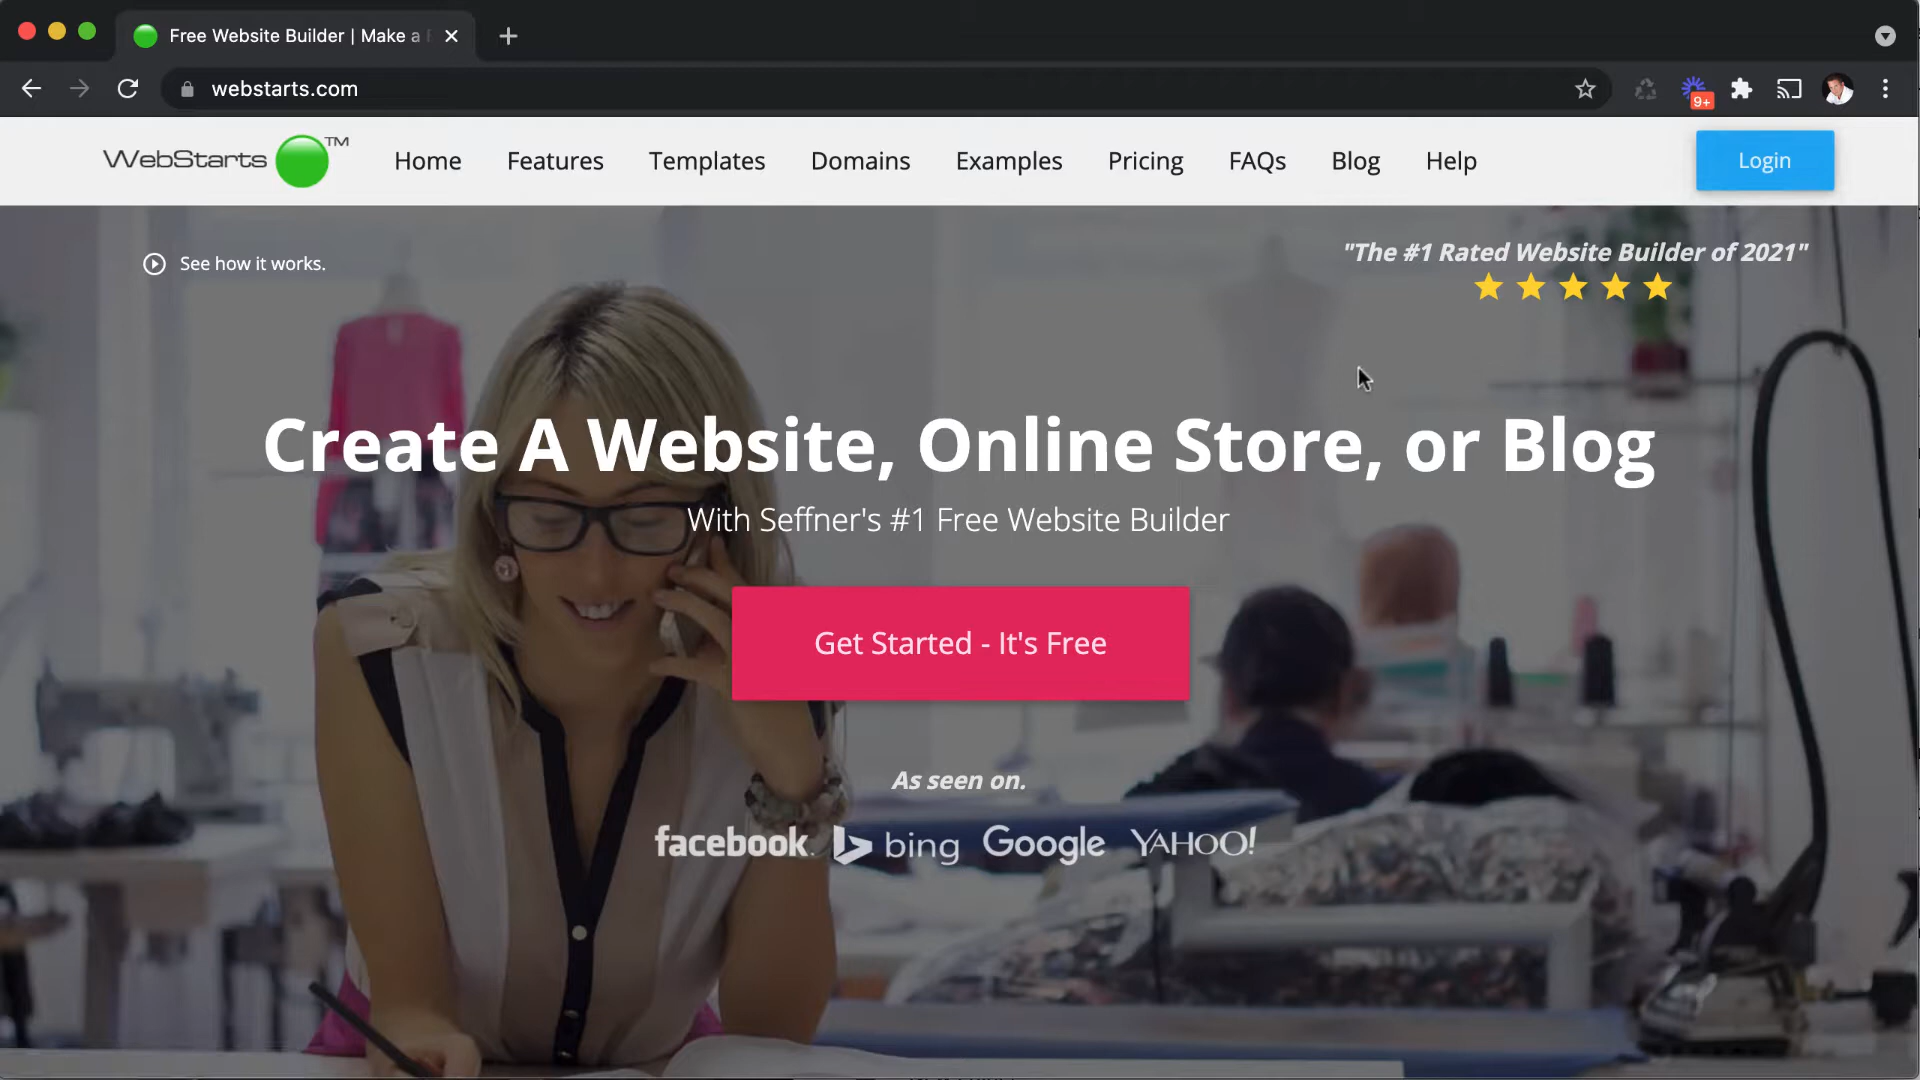 Free Website Builder | Make a
webstarts.com
9+
WebStarts TM
Home
Features
Templates
Domains
Examples
Pricing
FAQs
Blog
Help
Login
See how it works.
"The #1 Rated Website Builder of 2021"
Create A Website, Online Store, or Blog
With Seffner's #1 Free Website Builder
Get Started - It's Free
As seen on.
facebook. bing Google YAHOO!